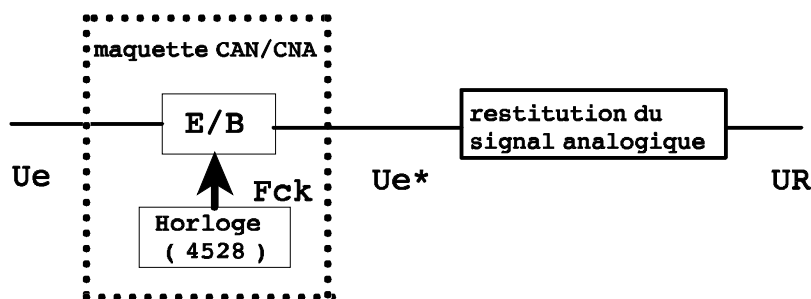 maquette CAN/CNA
E/B
restitution du
signal analogique
Ue
Fck
Ue*
UR
Horloge
( 4528 )